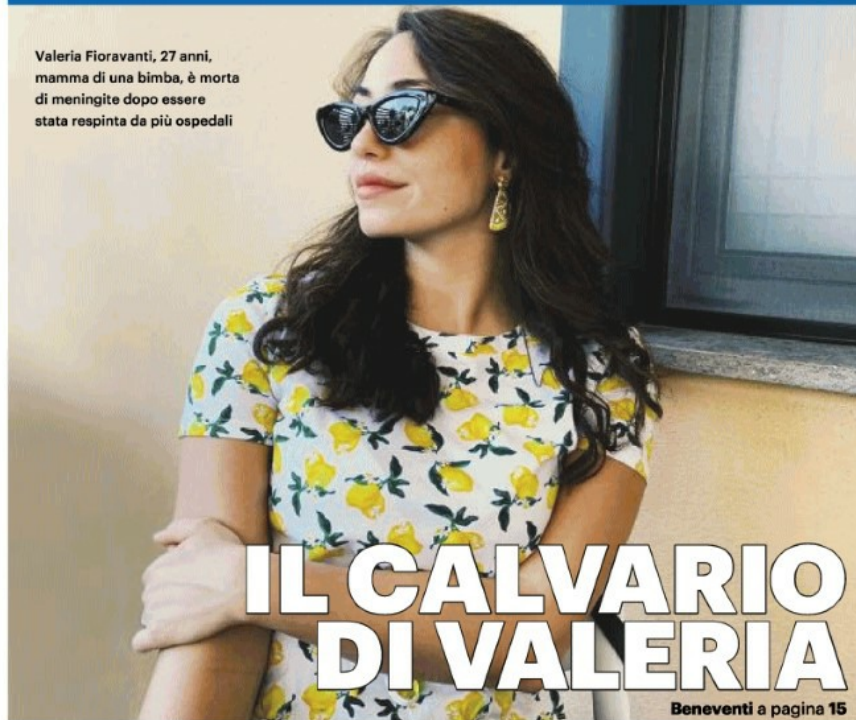 Valeria Fioravanti, 27 anni,
mamma di una bimba, è morta
di meningite dopo essere
stata respinta da più ospedali
IL CALVARIO
DI VALERIA
Beneventi a pagina 15